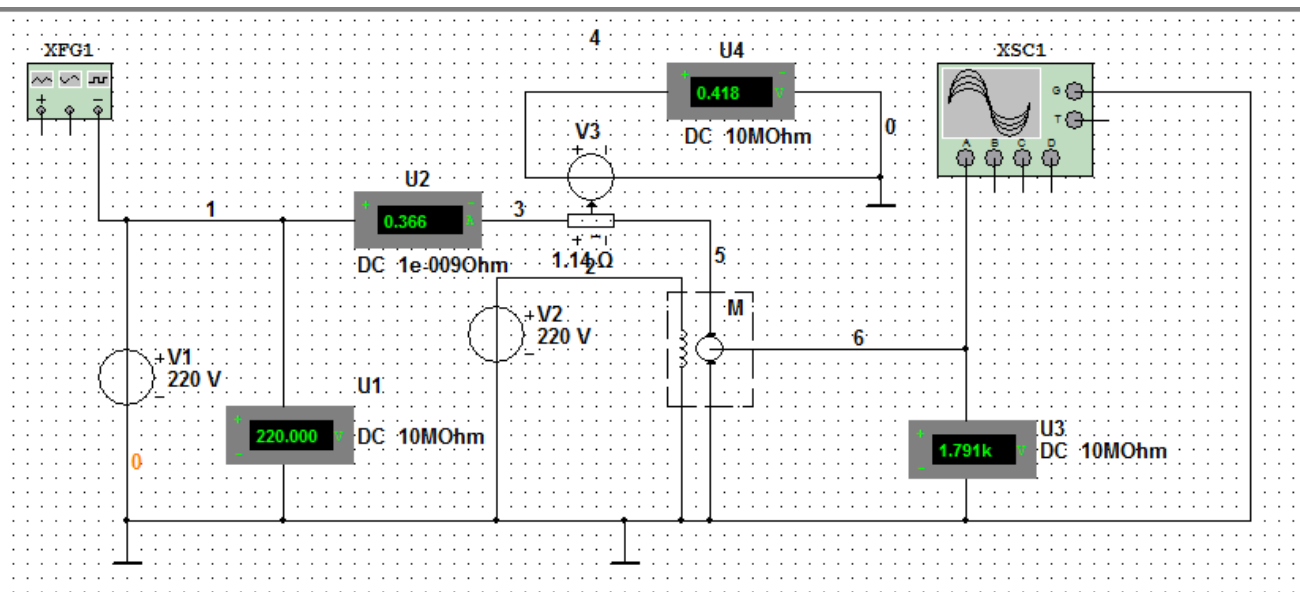 4
XFG1
U4
XSC1
+
-
0.418
V
G
T
V3
DC 10MOhm
0
A B C D
U2
1
+
-
0.366
A
3
DC 1e-009Ohm
1.14 Ω
2
5
M
+
V2
220 V
-
6
+
V1
220 V
-
U1
+
220.000
V
-
DC 10MOhm
U3
+
1.791k
V
-
DC 10MOhm
0